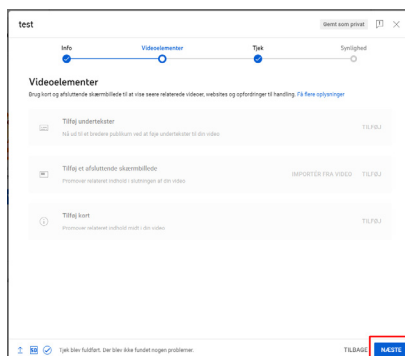 test
Gemt som privat
Info
Videoelementer
Tjek
Synlighed
Videoelementer
Brug kort og afsluttende skærmbillede til at vise seere relaterede videoer, websites og opfordringer til handling. Få flere oplysninger
Tilføj undertekster
Nå ud til et bredere publikum ved at føje undertekster til din video
TILFØJ
Tilføj et afsluttende skærmbillede
Promover relateret indhold i slutningen af din video
IMPORTÉR FRA VIDEO
TILFØJ
Tilføj kort
Promover relateret indhold midt i din video
TILFØJ
Tjek blev fuldført. Der blev ikke fundet nogen problemer.
TILBAGE
NÆSTE